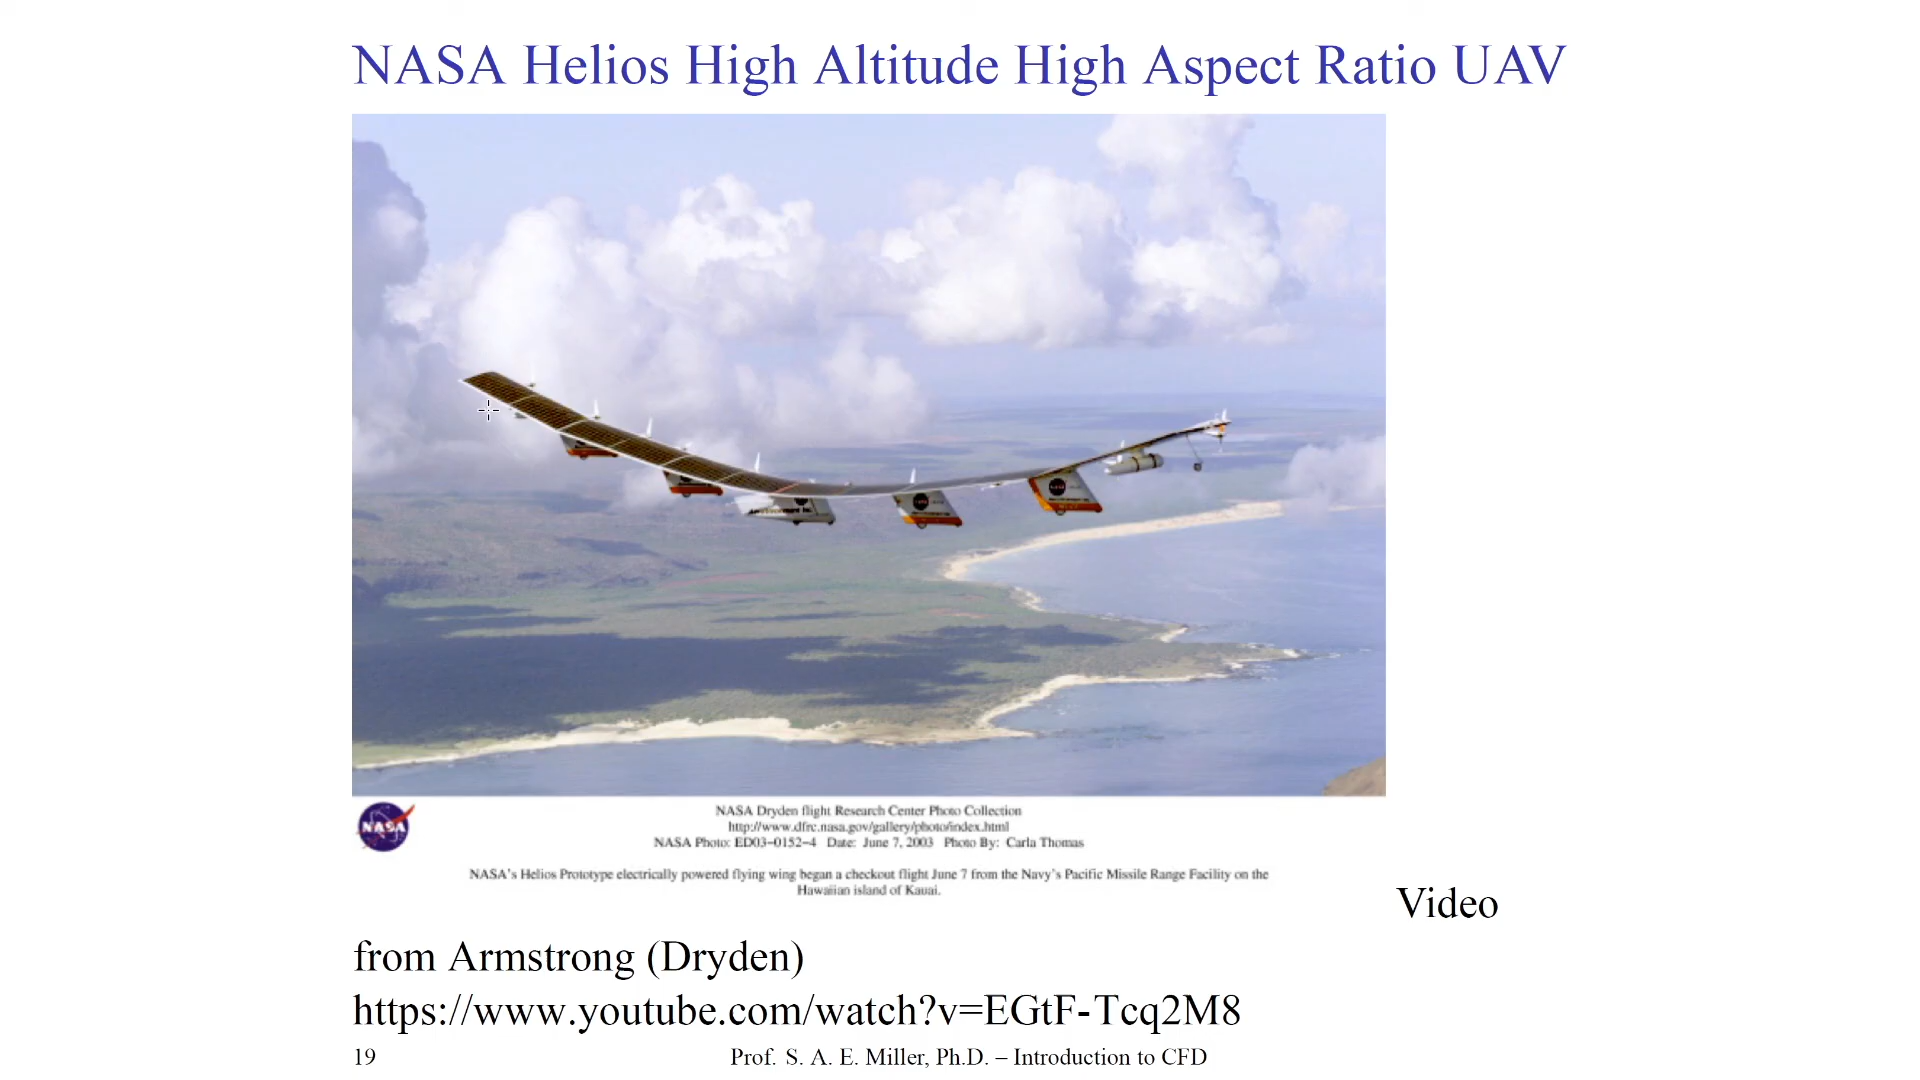 NASA Helios High Altitude High Aspect Ratio UAV
NASA
NASA Dryden flight Research Center Photo Collection
http://www.dfrc.nasa.gov/gallery/photo/index.html
NASA Photo: ED03-0152-4 Date: June 7, 2003 Photo By: Carla Thomas
NASA's Helios Prototype electrically powered flying wing began a checkout flight June 7 from the Navy's Pacific Missile Range Facility on the
Hawaiian island of Kauai.
Video
from Armstrong (Dryden)
https://www.youtube.com/watch?v=EGtF-Tcq2M8
19
Prof. S. A. E. Miller, Ph.D. – Introduction to CFD